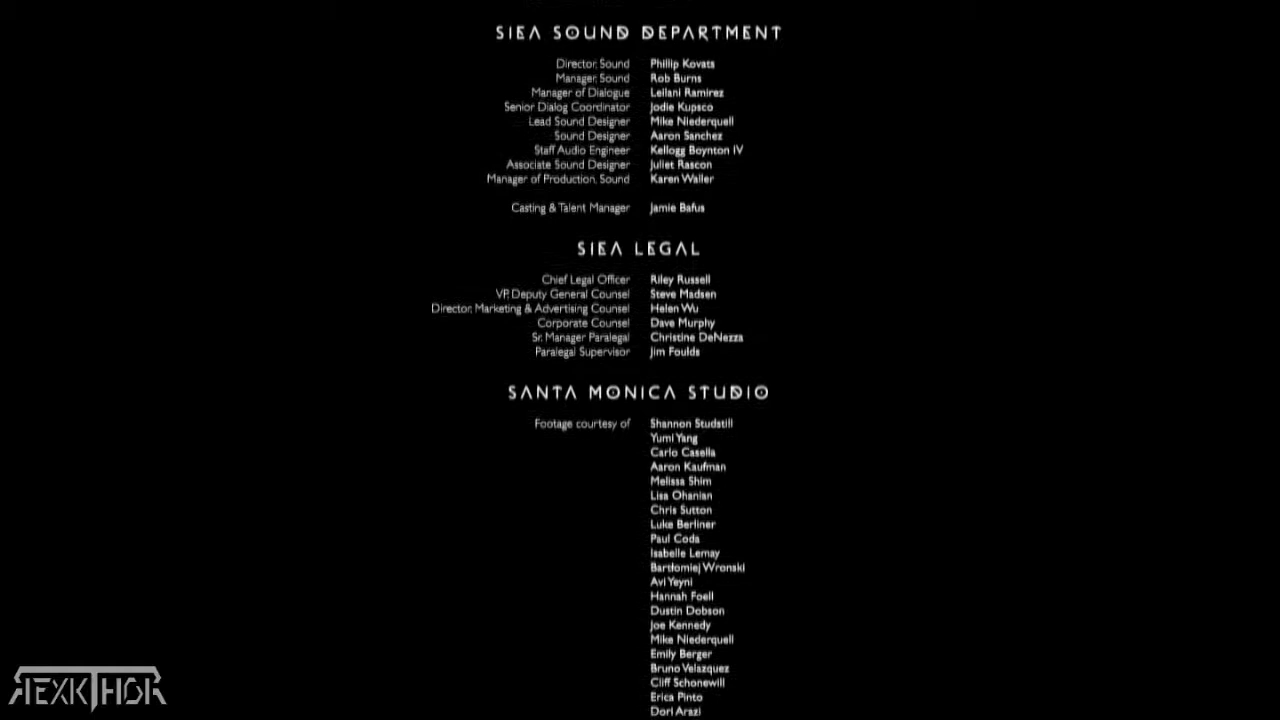 SIEA SOUND DEPARTMENT
Director, Sound Phillip Kovats
Manager, Sound Rob Burns
Manager of Dialogue Leilani Ramirez
Senior Dialog Coordinator Jodie Kupsco
Lead Sound Designer Mike Niederquell
Sound Designer Aaron Sanchez
Staff Audio Engineer Kellogg Boynton IV
Associate Sound Designer Juliet Rascon
Manager of Production, Sound Karen Waller
Casting & Talent Manager Jamie Bafus
SIEA LEGAL
Chief Legal Officer Riley Russell
VP, Deputy General Counsel Steve Madsen
Director, Marketing & Advertising Counsel Helen Wu
Corporate Counsel Dave Murphy
Sr. Manager Paralegal Christine DeNezza
Paralegal Supervisor Jim Foulds
SANTA MONICA STUDIO
Footage courtesy of Shannon Studstill
Yumi Yang
Carlo Casella
Aaron Kaufman
Melissa Shim
Lisa Ohanian
Chris Sutton
Luke Berliner
Paul Coda
Isabelle Lemay
Bartłomiej Wronski
Avi Yeyni
Hannah Foell
Dustin Dobson
Joe Kennedy
Mike Niederquell
Emily Berger
Bruno Velazquez
Cliff Schonewill
Erica Pinto
Dori Arazi
TEXKTHOR